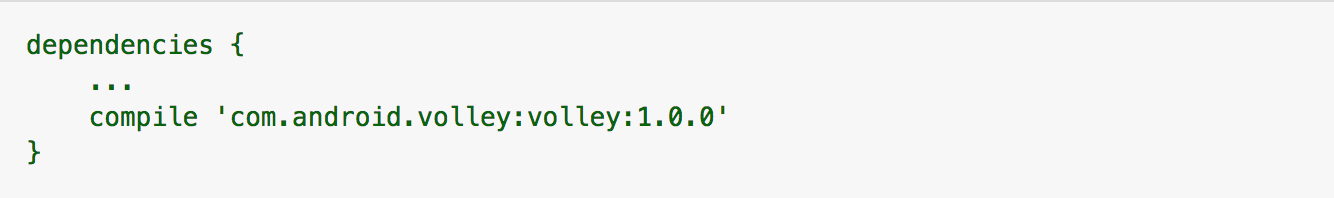 dependencies {
    ...
    compile 'com.android.volley:volley:1.0.0'
}